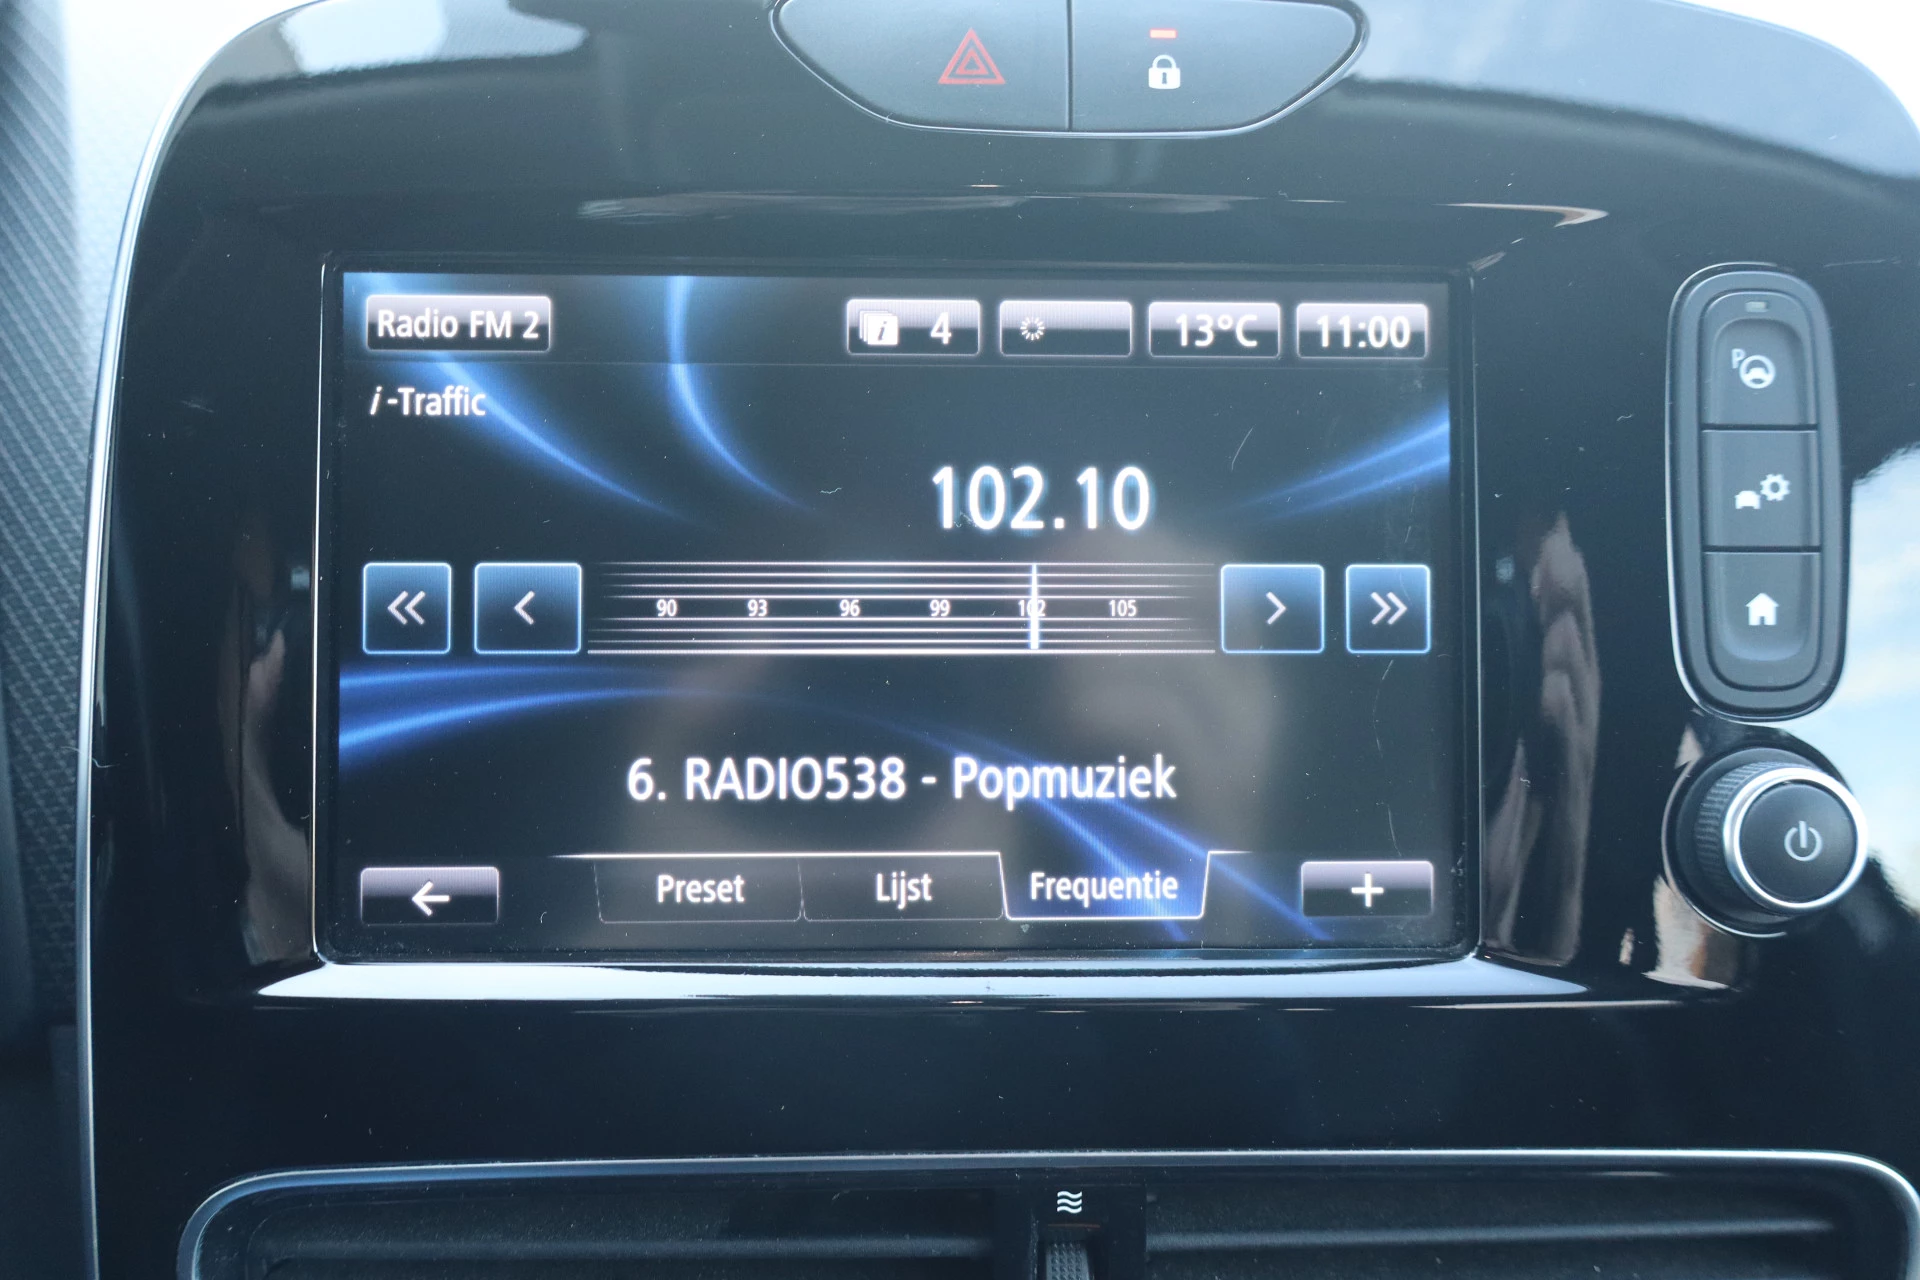 Radio FM 2 i 4 13°C 11:00
i-Traffic
102.10
90 93 96 99 102 105
6. RADIO538 - Popmuziek
Preset Lijst Frequentie +
P